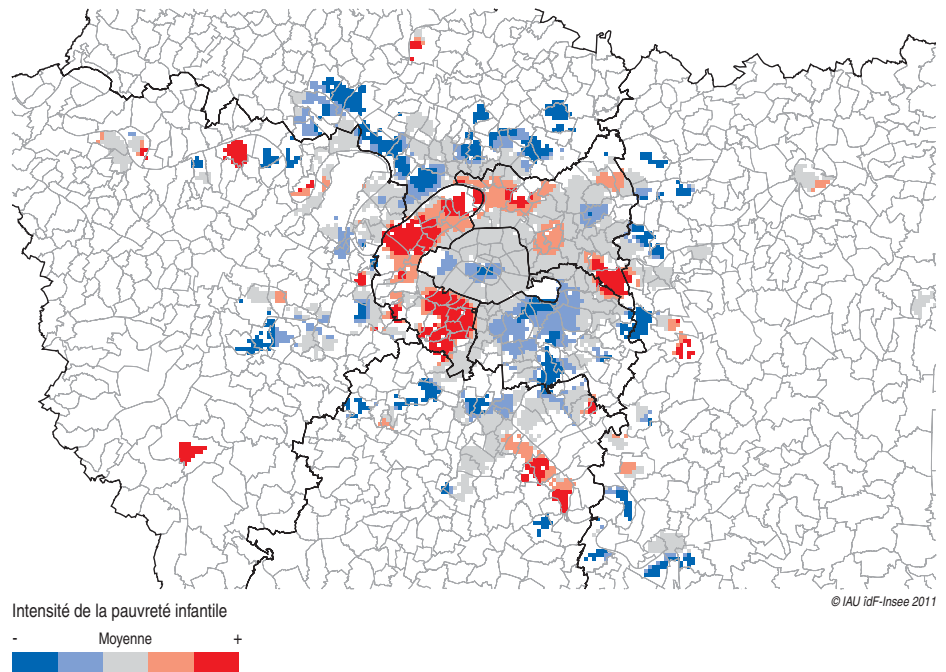 © IAU îdF-Insee 2011
Intensité de la pauvreté infantile
- Moyenne +